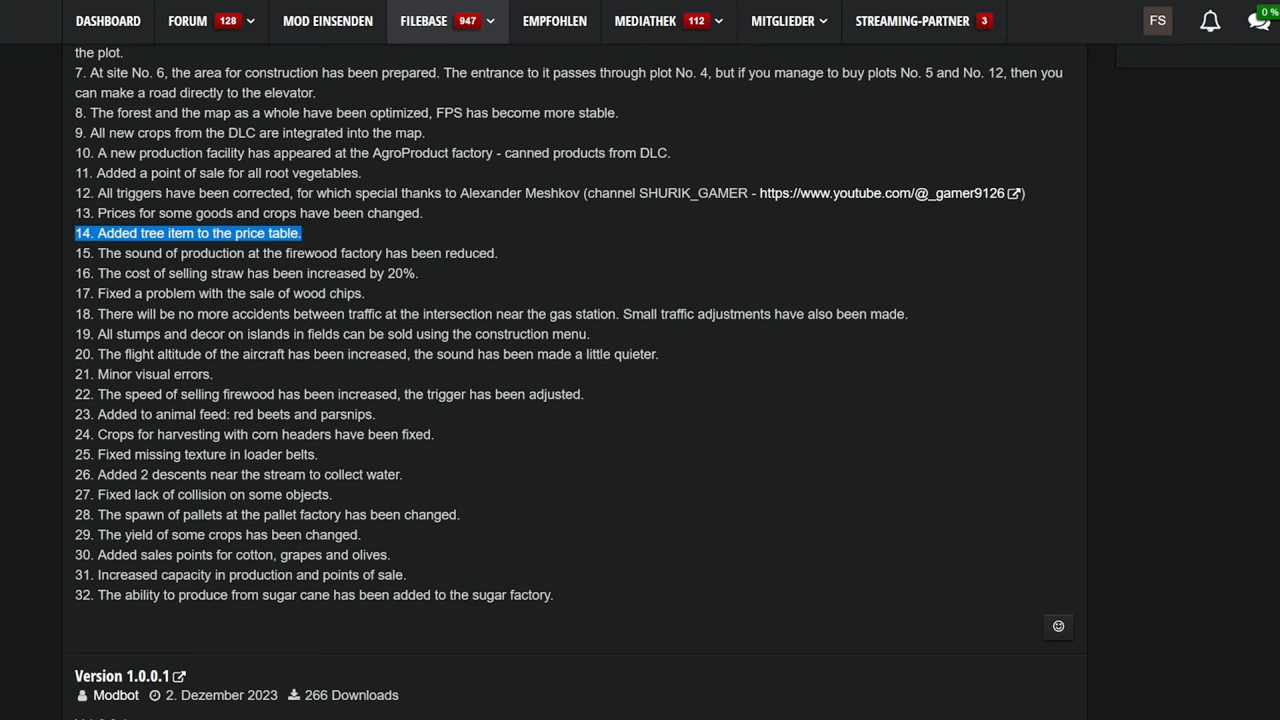 DASHBOARD FORUM 128 MOD EINSENDEN FILEBASE 947 EMPFOHLEN MEDIATHEK 112 MITGLIEDER STREAMING-PARTNER 3 FS 0 %
the plot.
7. At site No. 6, the area for construction has been prepared. The entrance to it passes through plot No. 4, but if you manage to buy plots No. 5 and No. 12, then you
can make a road directly to the elevator.
8. The forest and the map as a whole have been optimized, FPS has become more stable.
9. All new crops from the DLC are integrated into the map.
10. A new production facility has appeared at the AgroProduct factory - canned products from DLC.
11. Added a point of sale for all root vegetables.
12. All triggers have been corrected, for which special thanks to Alexander Meshkov (channel SHURIK_GAMER - https://www.youtube.com/@_gamer9126 )
13. Prices for some goods and crops have been changed.
14. Added tree item to the price table.
15. The sound of production at the firewood factory has been reduced.
16. The cost of selling straw has been increased by 20%.
17. Fixed a problem with the sale of wood chips.
18. There will be no more accidents between traffic at the intersection near the gas station. Small traffic adjustments have also been made.
19. All stumps and decor on islands in fields can be sold using the construction menu.
20. The flight altitude of the aircraft has been increased, the sound has been made a little quieter.
21. Minor visual errors.
22. The speed of selling firewood has been increased, the trigger has been adjusted.
23. Added to animal feed: red beets and parsnips.
24. Crops for harvesting with corn headers have been fixed.
25. Fixed missing texture in loader belts.
26. Added 2 descents near the stream to collect water.
27. Fixed lack of collision on some objects.
28. The spawn of pallets at the pallet factory has been changed.
29. The yield of some crops has been changed.
30. Added sales points for cotton, grapes and olives.
31. Increased capacity in production and points of sale.
32. The ability to produce from sugar cane has been added to the sugar factory.
Version 1.0.0.1
Modbot 2. Dezember 2023 266 Downloads